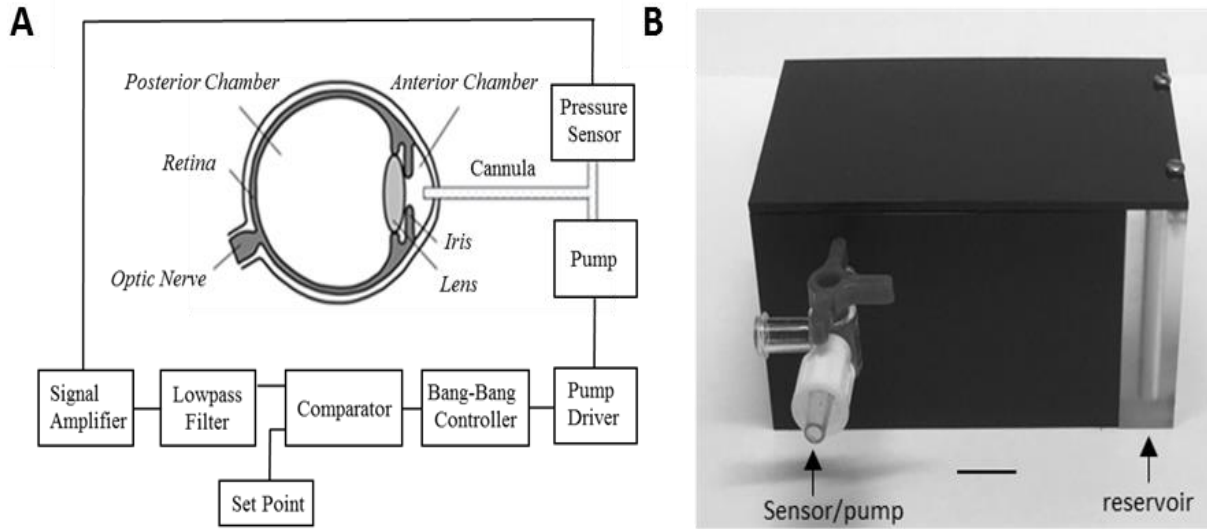 A
Posterior Chamber
Anterior Chamber
Retina
Cannula
Optic Nerve
Iris
Lens
Pressure
Sensor
Pump
Signal
Amplifier
Lowpass
Filter
Comparator
Bang-Bang
Controller
Pump
Driver
Set Point
B
Sensor/pump
reservoir